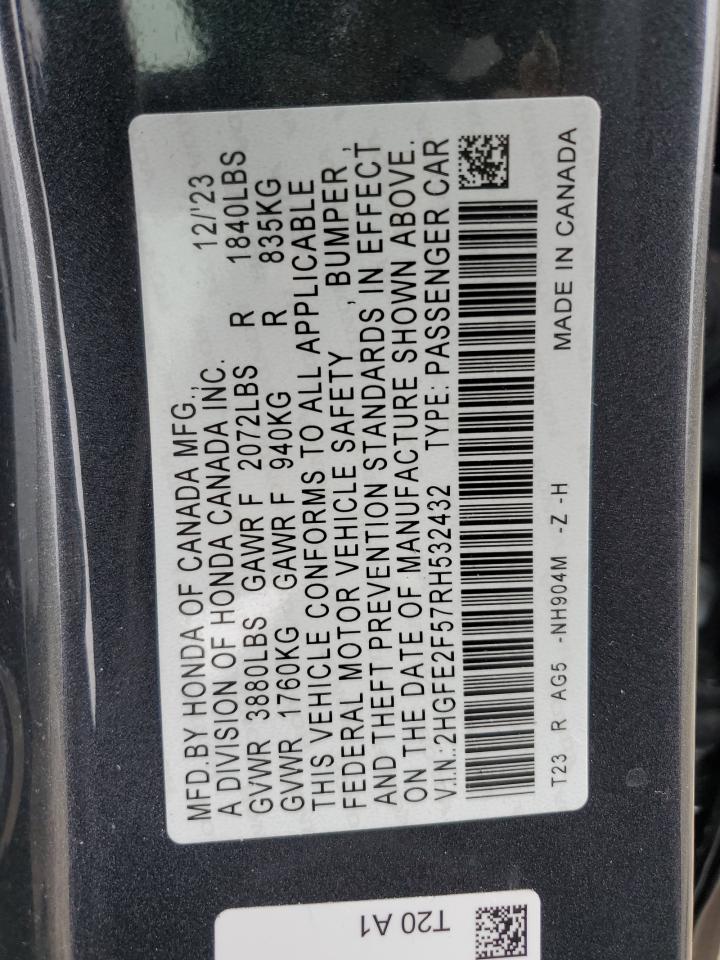 MFD.BY HONDA OF CANADA MFG.,
A DIVISION OF HONDA CANADA INC. 12/'23
GVWR 3880LBS GAWR F 2072LBS R 1840LBS
GVWR 1760KG GAWR F 940KG R 835KG
THIS VEHICLE CONFORMS TO ALL APPLICABLE
FEDERAL MOTOR VEHICLE SAFETY , BUMPER ,
AND THEFT PREVENTION STANDARDS IN EFFECT
ON THE DATE OF MANUFACTURE SHOWN ABOVE.
V.I.N.:2HGFE2F57RH532432 TYPE: PASSENGER CAR
T23 R AG5 -NH904M -Z -H MADE IN CANADA
T20 A1